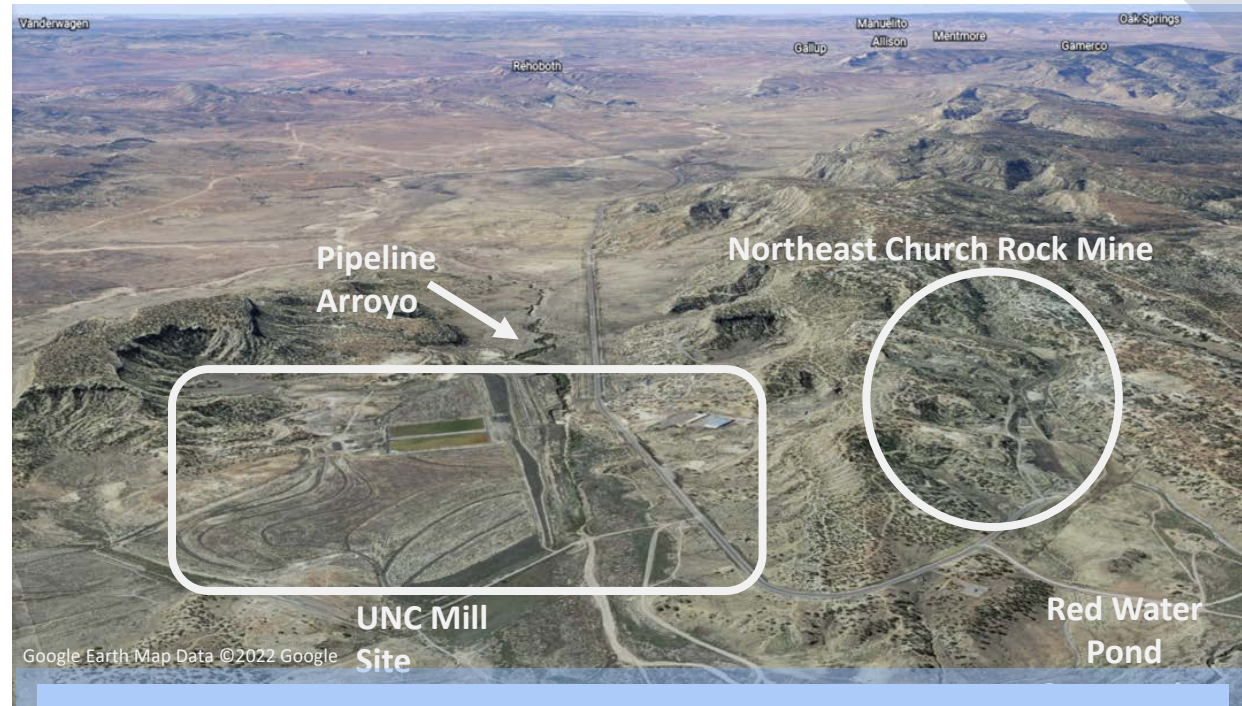 Vanderwagen
Manuelito
Oak Springs
Gallup
Allison
Mentmore
Gamerco
Rehoboth
Pipeline
Arroyo
Northeast Church Rock Mine
UNC Mill
Site
Red Water
Pond
Google Earth Map Data ©2022 Google